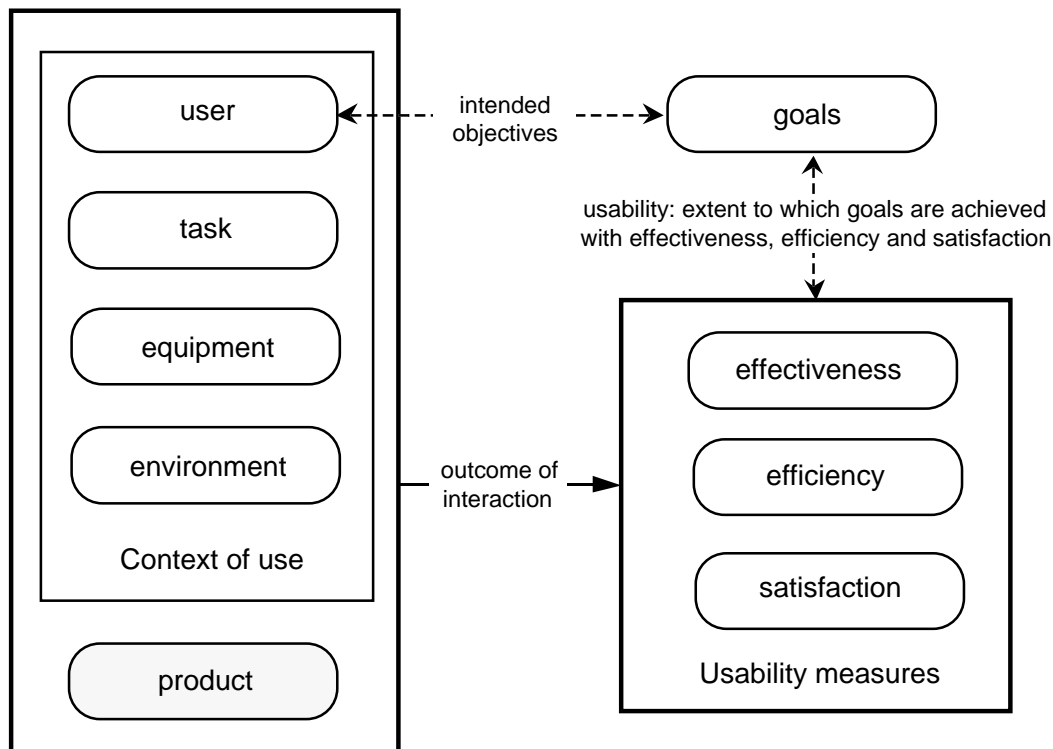 user
intended
objectives
goals
task
usability: extent to which goals are achieved
with effectiveness, efficiency and satisfaction
equipment
effectiveness
environment
outcome of
interaction
efficiency
Context of use
satisfaction
product
Usability measures